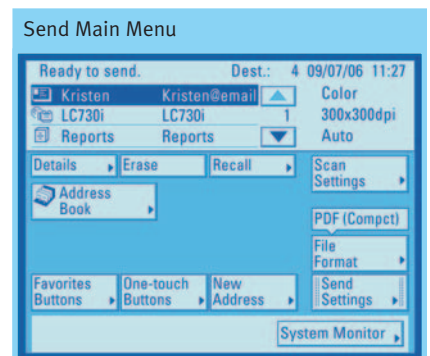 Send Main Menu
Ready to send. Dest.: 4 09/07/06 11:27
Kristen Kristen@email Color
LC730i LC730i 1 300x300dpi
Reports Reports Auto
Details Erase Recall Scan Settings
Address Book
PDF (Compct)
File Format
Favorites Buttons One-touch Buttons New Address Send Settings
System Monitor